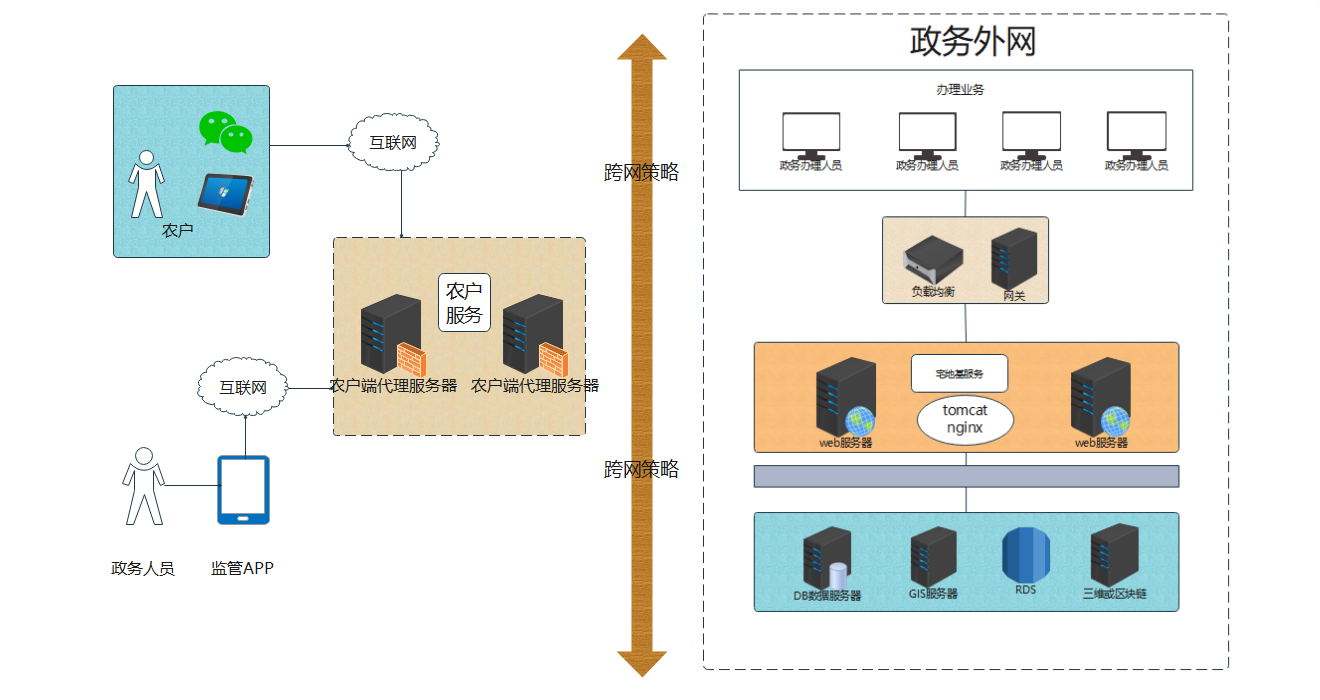 农户
互联网
农户
服务
农户端代理服务器
农户端代理服务器
互联网
政务人员
监管APP
跨网策略
跨网策略
政务外网
办理业务
政务办理人员
政务办理人员
政务办理人员
政务办理人员
负载均衡
网关
宅地基服务
tomcat
nginx
web服务器
web服务器
DB数据服务器
GIS服务器
RDS
三维或区块链